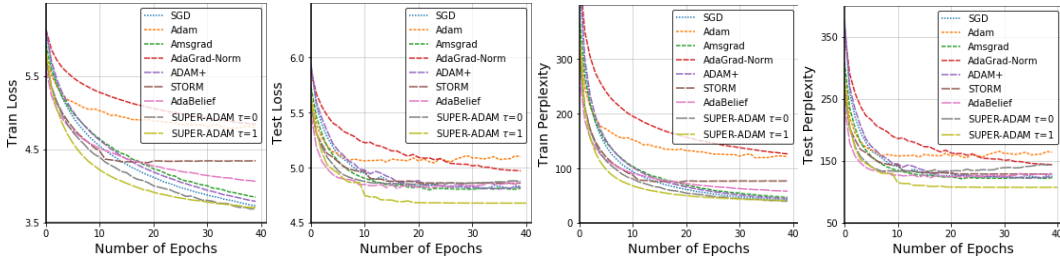 Train Loss
5.5
4.5
3.5
0
10
20
30
40
Number of Epochs
SGD
Adam
Amsgrad
AdaGrad-Norm
ADAM+
STORM
AdaBelief
SUPER-ADAM τ=0
SUPER-ADAM τ=1
Test Loss
6.0
5.5
5.0
4.5
0
10
20
30
40
Number of Epochs
SGD
Adam
Amsgrad
AdaGrad-Norm
ADAM+
STORM
AdaBelief
SUPER-ADAM τ=0
SUPER-ADAM τ=1
Train Perplexity
300
200
100
0
0
10
20
30
40
Number of Epochs
SGD
Adam
Amsgrad
AdaGrad-Norm
ADAM+
STORM
AdaBelief
SUPER-ADAM τ=0
SUPER-ADAM τ=1
Test Perplexity
350
250
150
50
0
10
20
30
40
Number of Epochs
SGD
Adam
Amsgrad
AdaGrad-Norm
ADAM+
STORM
AdaBelief
SUPER-ADAM τ=0
SUPER-ADAM τ=1